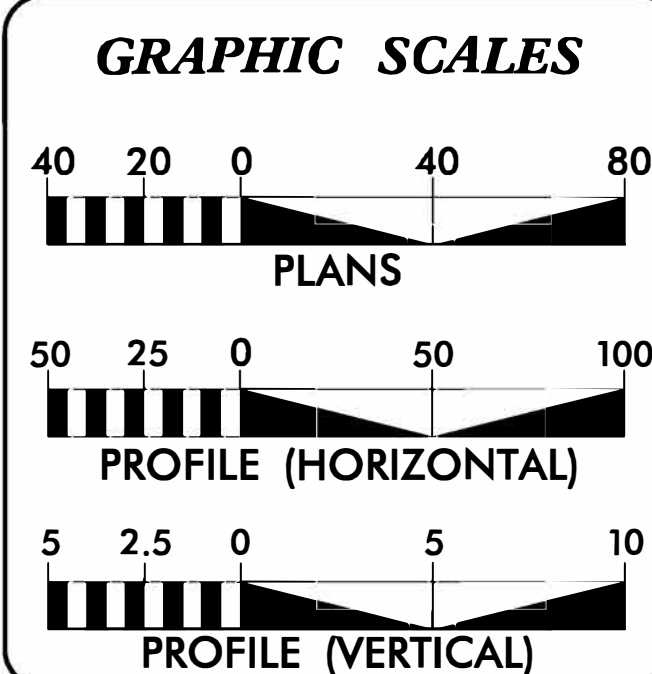 GRAPHIC SCALES
40 20 0 40 80
PLANS
50 25 0 50 100
PROFILE (HORIZONTAL)
5 2.5 0 5 10
PROFILE (VERTICAL)